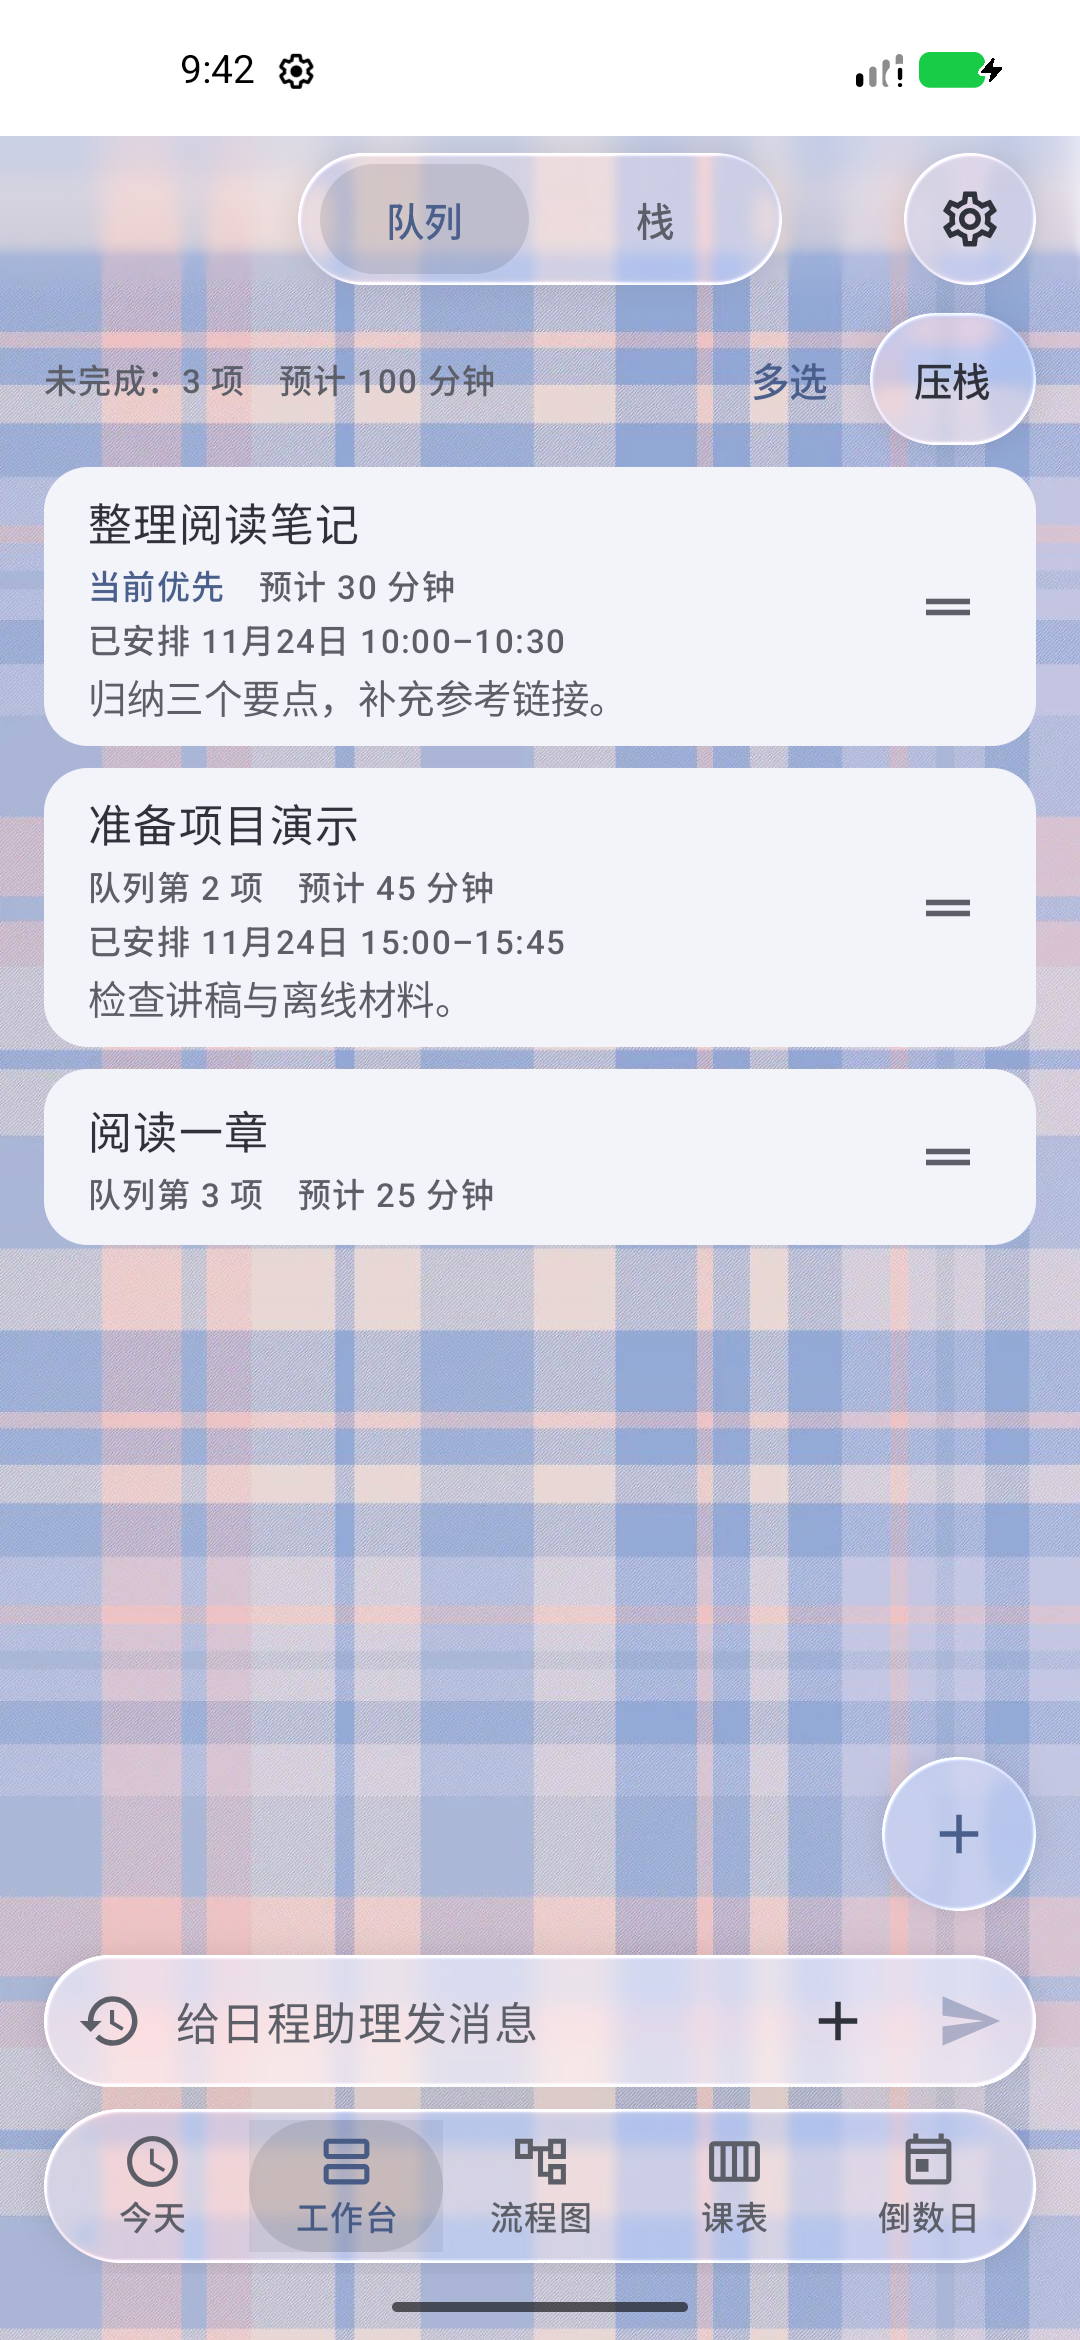 9:42
队列
栈
未完成：3 项 预计 100 分钟
多选
压栈
整理阅读笔记
当前优先 预计 30 分钟
已安排 11月24日 10:00–10:30
归纳三个要点，补充参考链接。
准备项目演示
队列第 2 项 预计 45 分钟
已安排 11月24日 15:00–15:45
检查讲稿与离线材料。
阅读一章
队列第 3 项 预计 25 分钟
给日程助理发消息
今天
工作台
流程图
课表
倒数日